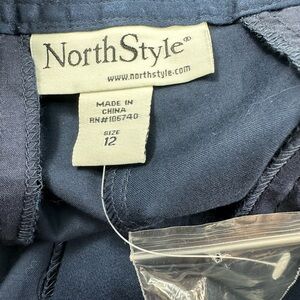 NorthStyle®
www.northstyle.com
MADE IN
CHINA
RN#106740
SIZE
12